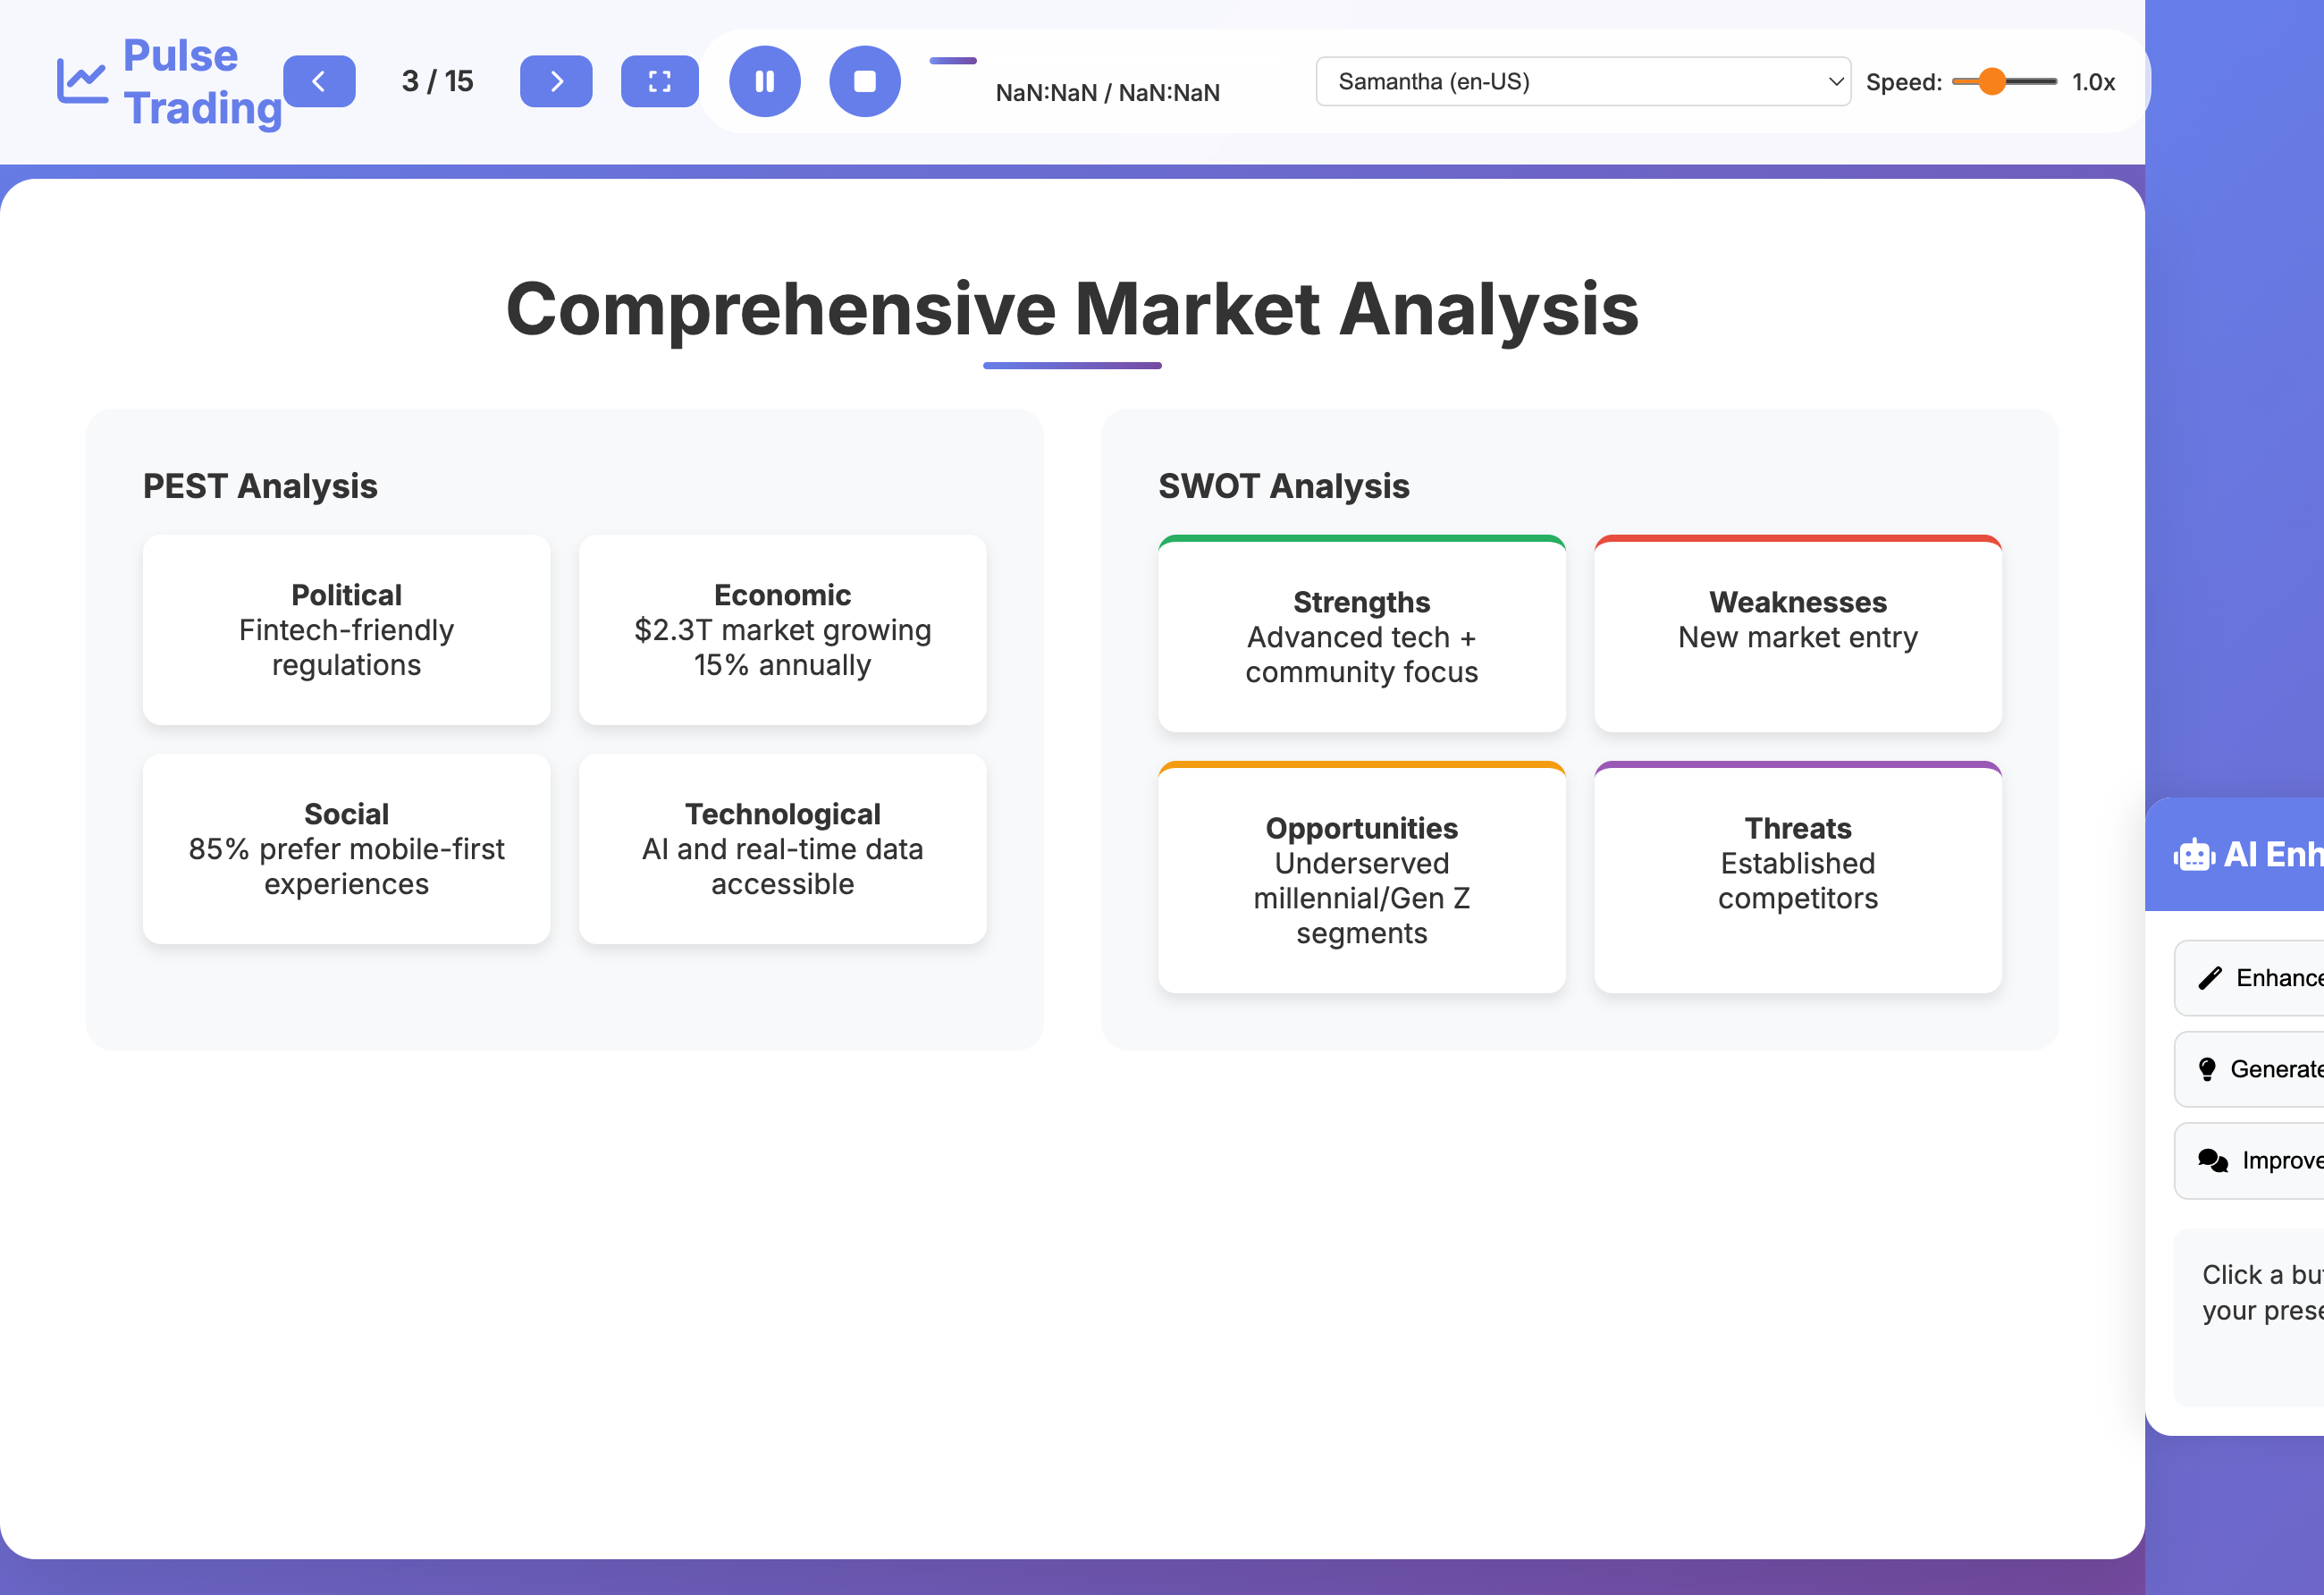 Pulse
Trading
3 / 15
NaN:NaN / NaN:NaN
Samantha (en-US)
Speed:
1.0x
Comprehensive Market Analysis
PEST Analysis
Political
Fintech-friendly
regulations
Economic
$2.3T market growing
15% annually
Social
85% prefer mobile-first
experiences
Technological
AI and real-time data
accessible
SWOT Analysis
Strengths
Advanced tech +
community focus
Weaknesses
New market entry
Opportunities
Underserved
millennial/Gen Z
segments
Threats
Established
competitors
AI
Enhance
Generate
Improve
Click a
your